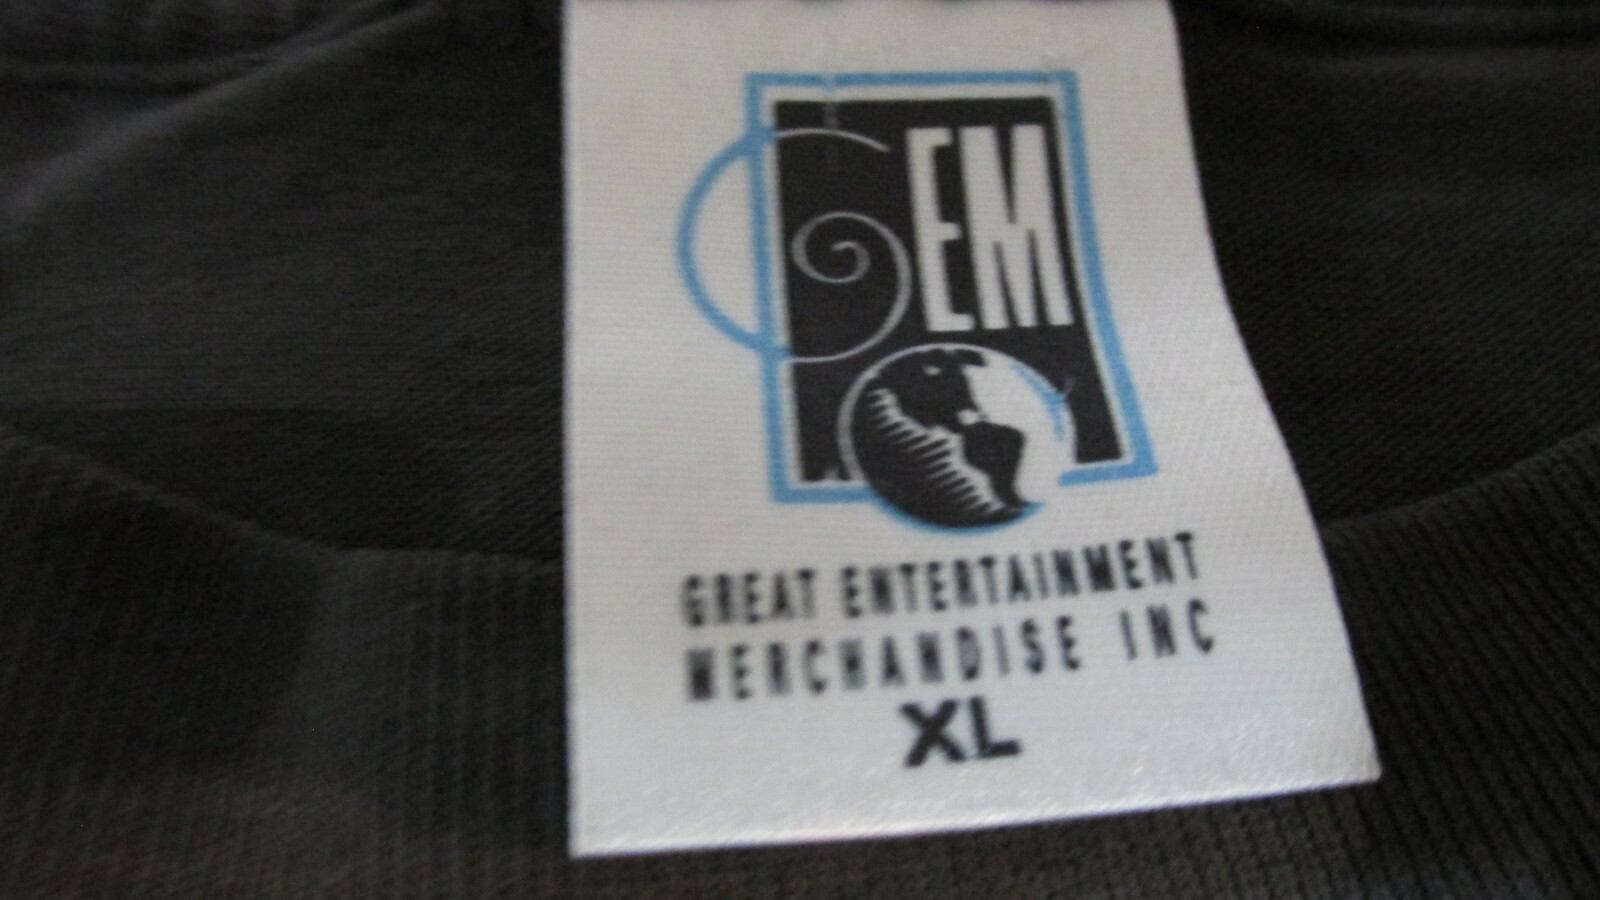 GEM
GREAT ENTERTAINMENT
MERCHANDISE INC
XL